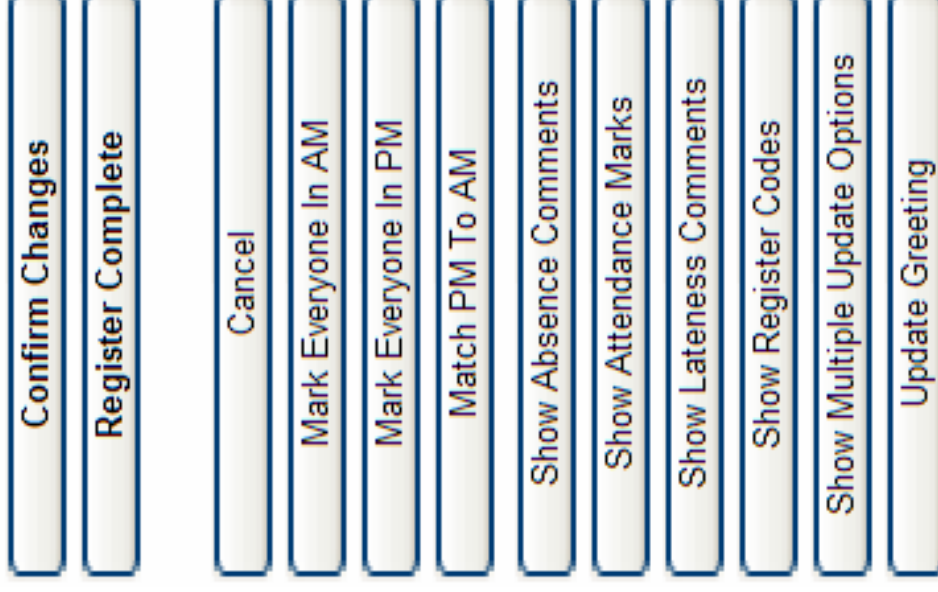 Confirm Changes
Register Complete
Cancel
Mark Everyone In AM
Mark Everyone In PM
Match PM To AM
Show Absence Comments
Show Attendance Marks
Show Lateness Comments
Show Register Codes
Show Multiple Update Options
Update Greeting